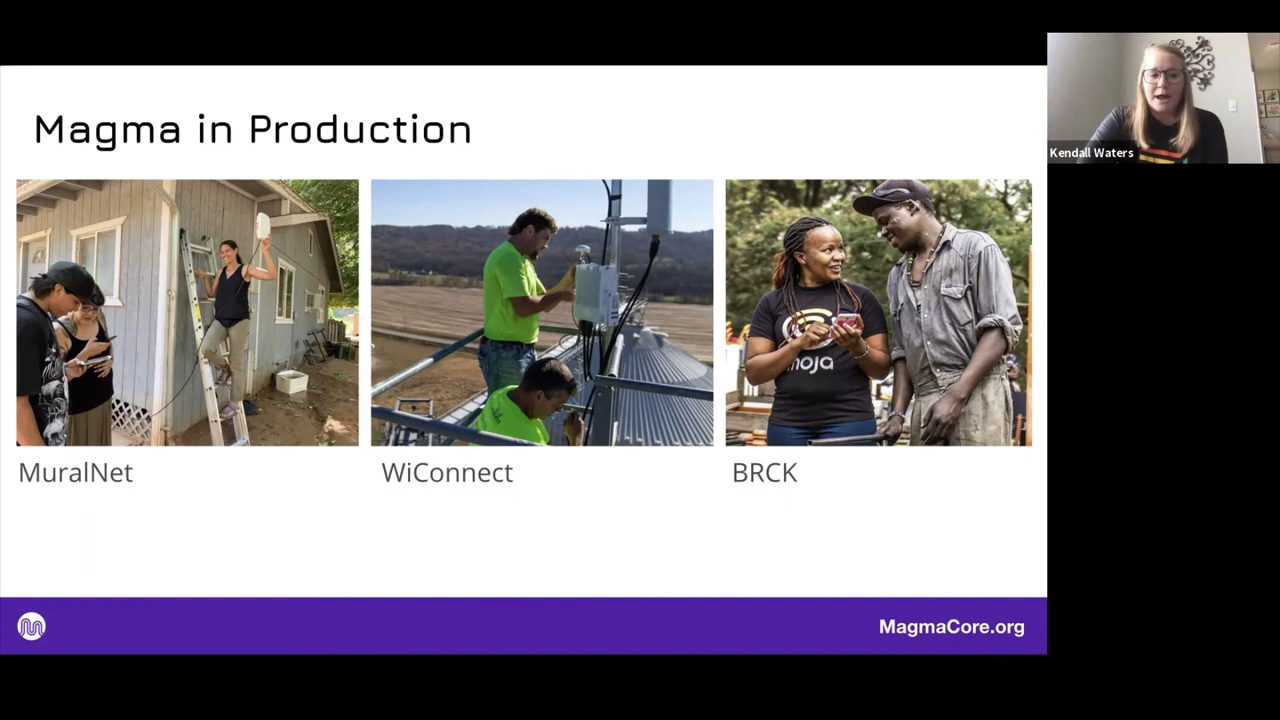 Magma in Production
Kendall Waters
moja
MuralNet
WiConnect
BRCK
MagmaCore.org